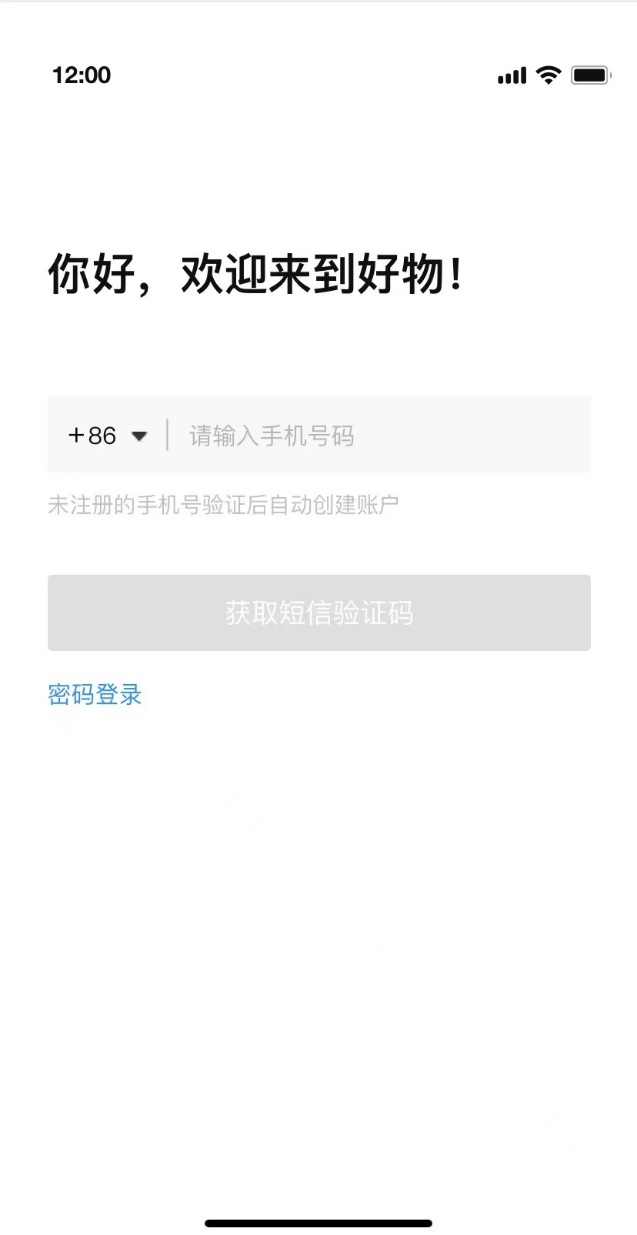 12:00
你好，欢迎来到好物！
+86 请输入手机号码
未注册的手机号验证后自动创建账户
获取短信验证码
密码登录